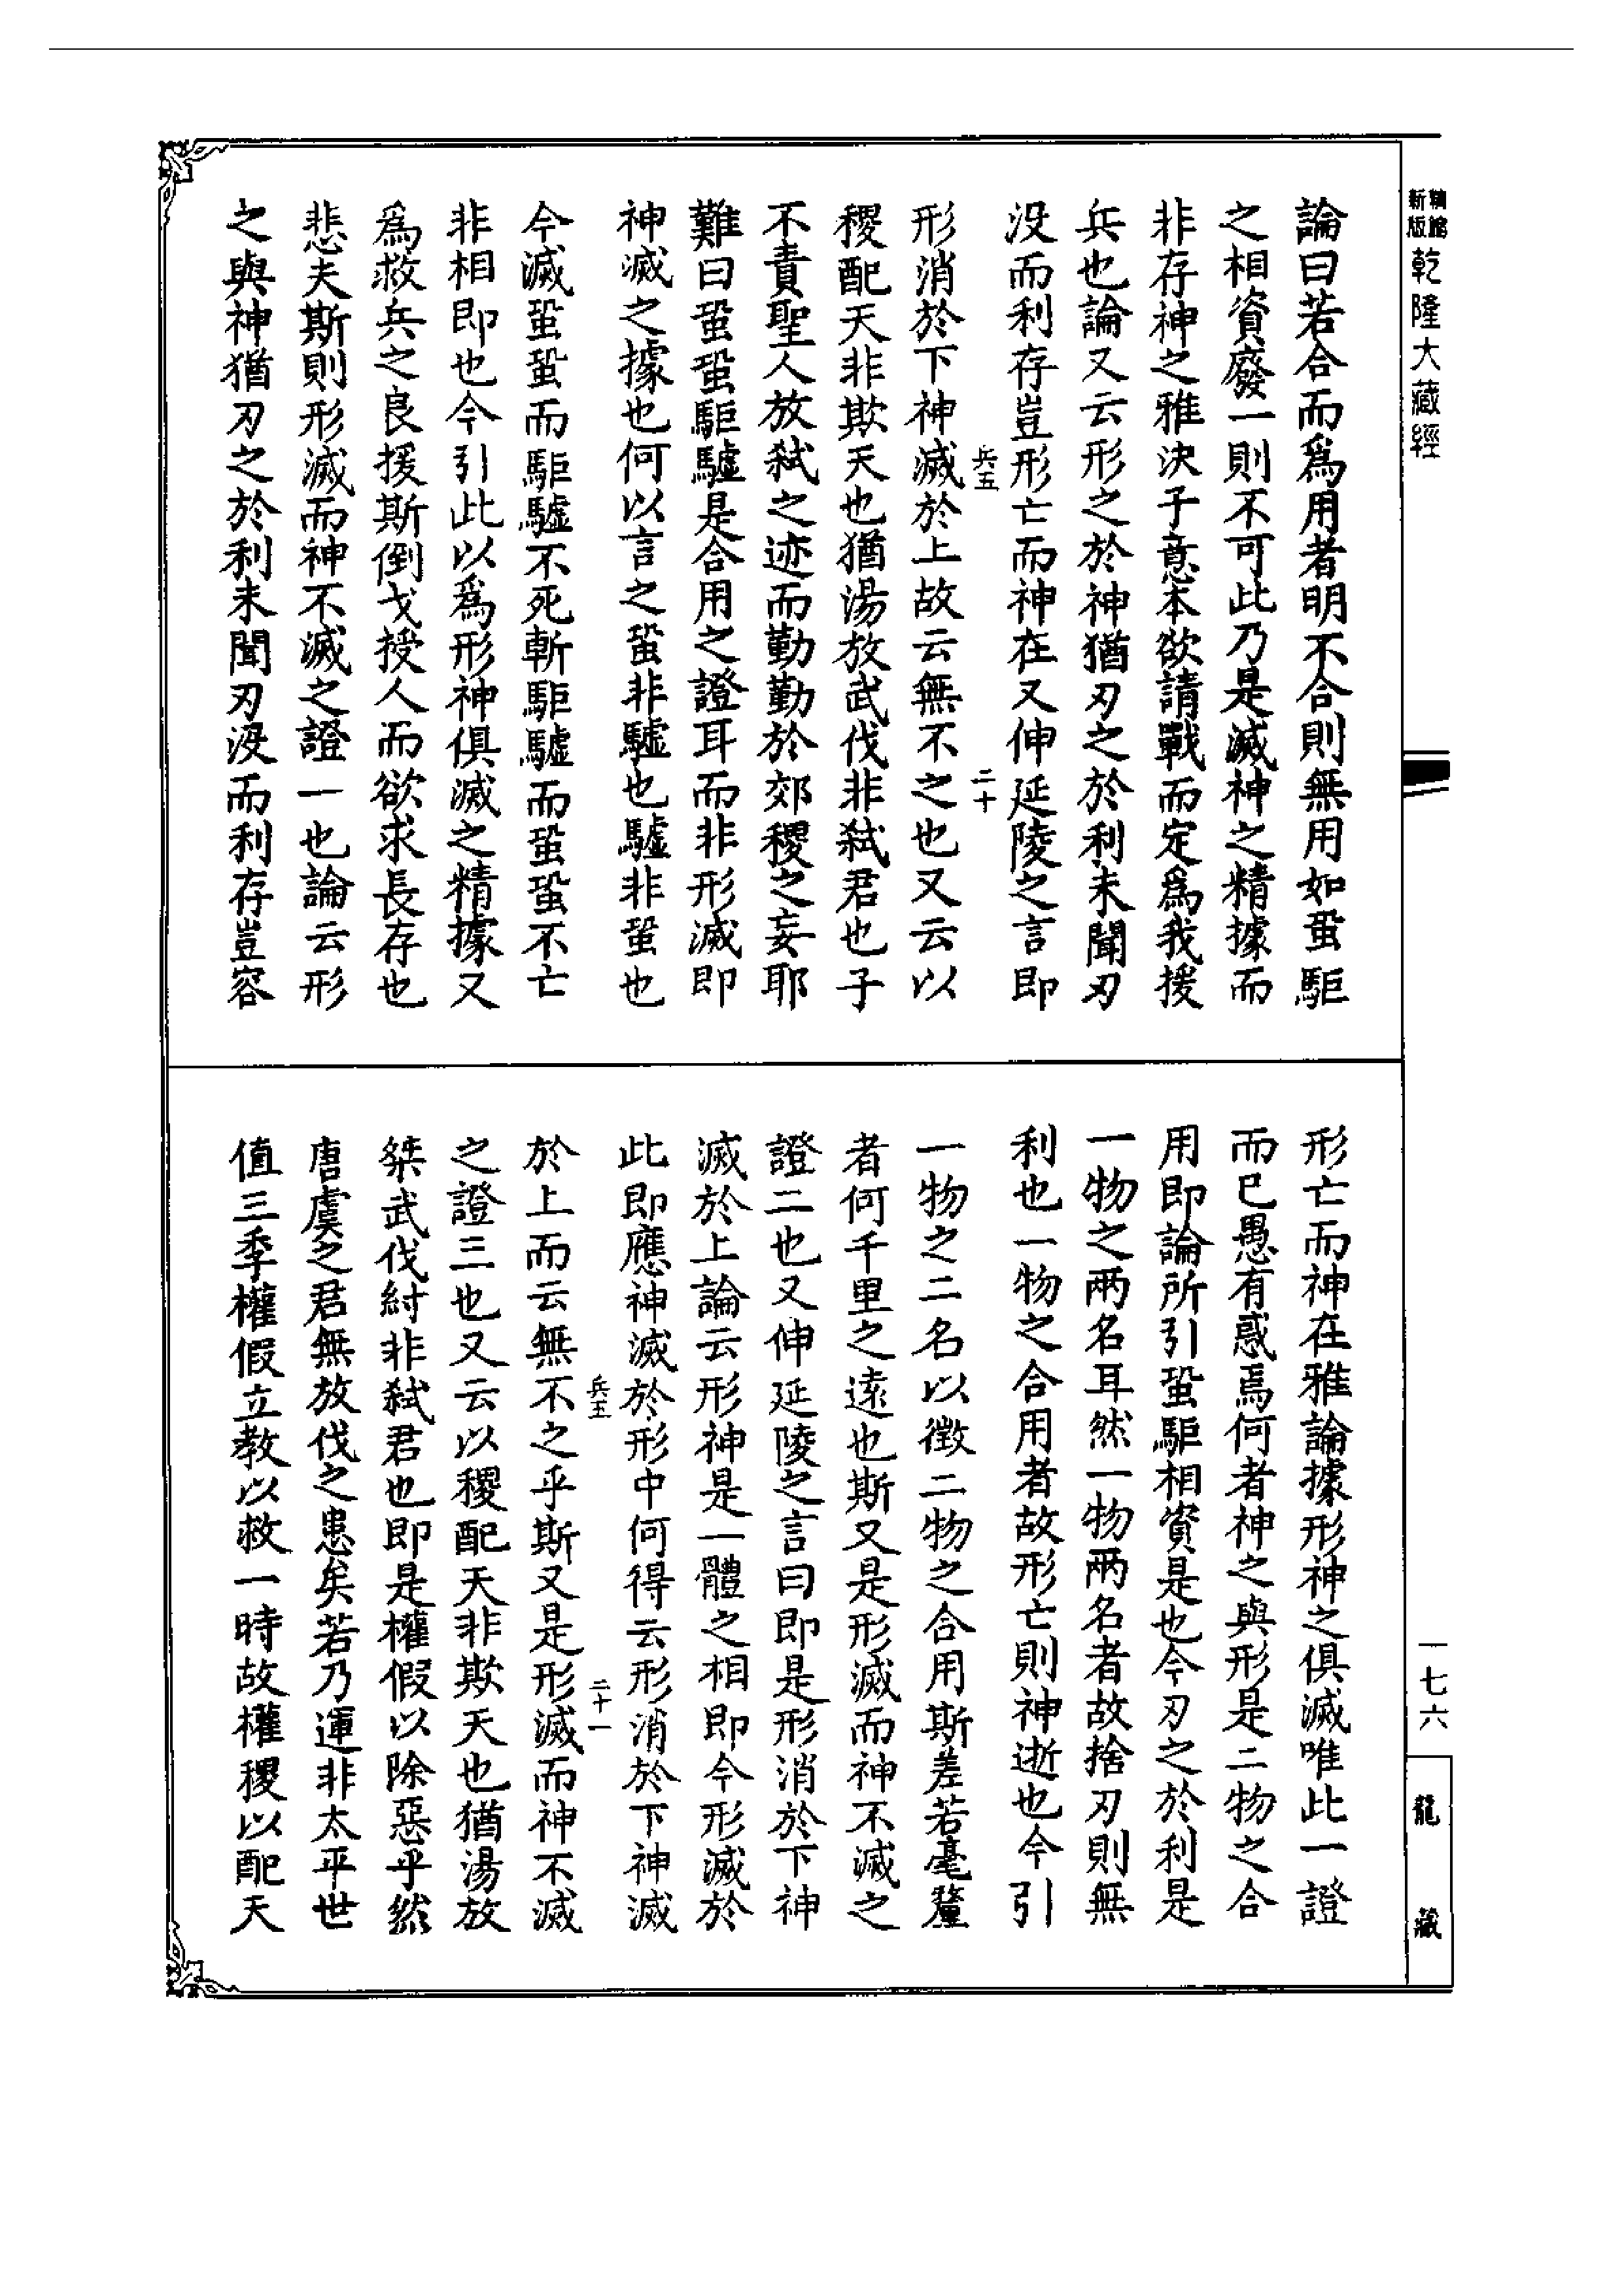 新編縮版
乾隆大藏經
論曰若合而為用者明不合則無用如蛩駏
之相資廢一則不可此乃是滅神之精據而
非存神之雅決子意本欲請戰而定為我援
兵也論又云形之於神猶刃之於利未聞刃
没而利存豈形亡而神在又伸延陵之言即
兵五
二十
形消於下神滅於上故云無不之也又云以
稷配天非欺天也猶湯放武伐非弑君也子
不責聖人放弑之迹而勤勤於郊稷之妄耶
難曰蛩蛩駏驉是合用之證耳而非形滅即
神滅之據也何以言之蛩非驉也驉非蛩也
今滅蛩蛩而駏驉不死斬駏驉而蛩蛩不亡
非相即也今引此以為形神俱滅之精據又
為救兵之良援斯倒戈授人而欲求長存也
悲夫斯則形滅而神不滅之證一也論云形
之與神猶刃之於利未聞刃没而利存豈容
形亡而神在雅論據形神之俱滅唯此一證
而巳愚有惑焉何者神之與形是二物之合
用即論所引蛩駏相資是也今刃之於利是
一物之兩名耳然一物兩名者故捨刃則無
利也一物之合用者故形亡則神逝也今引
一物之二名以徵二物之合用斯差若毫釐
者何千里之遠也斯又是形滅而神不滅之
證二也又伸延陵之言曰即是形消於下神
滅於上論云形神是一體之相即今形滅於
此即應神滅於形中何得云形消於下神滅
兵五
二十一
於上而云無不之乎斯又是形滅而神不滅
之證三也又云以稷配天非欺天也猶湯放
桀武伐紂非弑君也即是權假以除惡乎然
唐虞之君無放伐之患矣若乃運非太平世
值三季權假立教以救一時故權稷以配天
一七六
龍藏